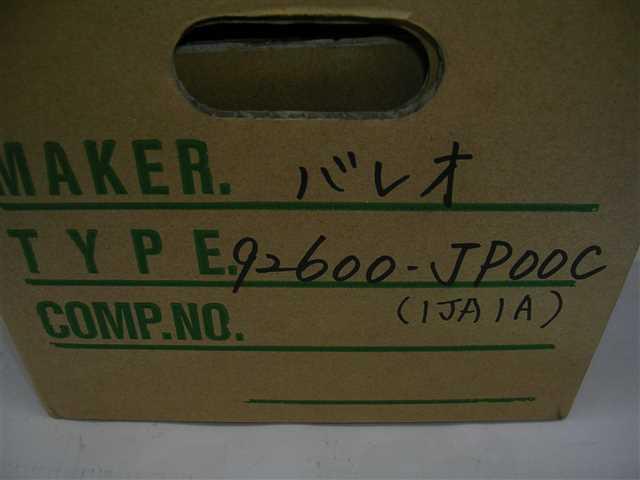 MAKER. バレオ
TYPE. 92600-JP00C
(1JA1A)
COMP.NO.